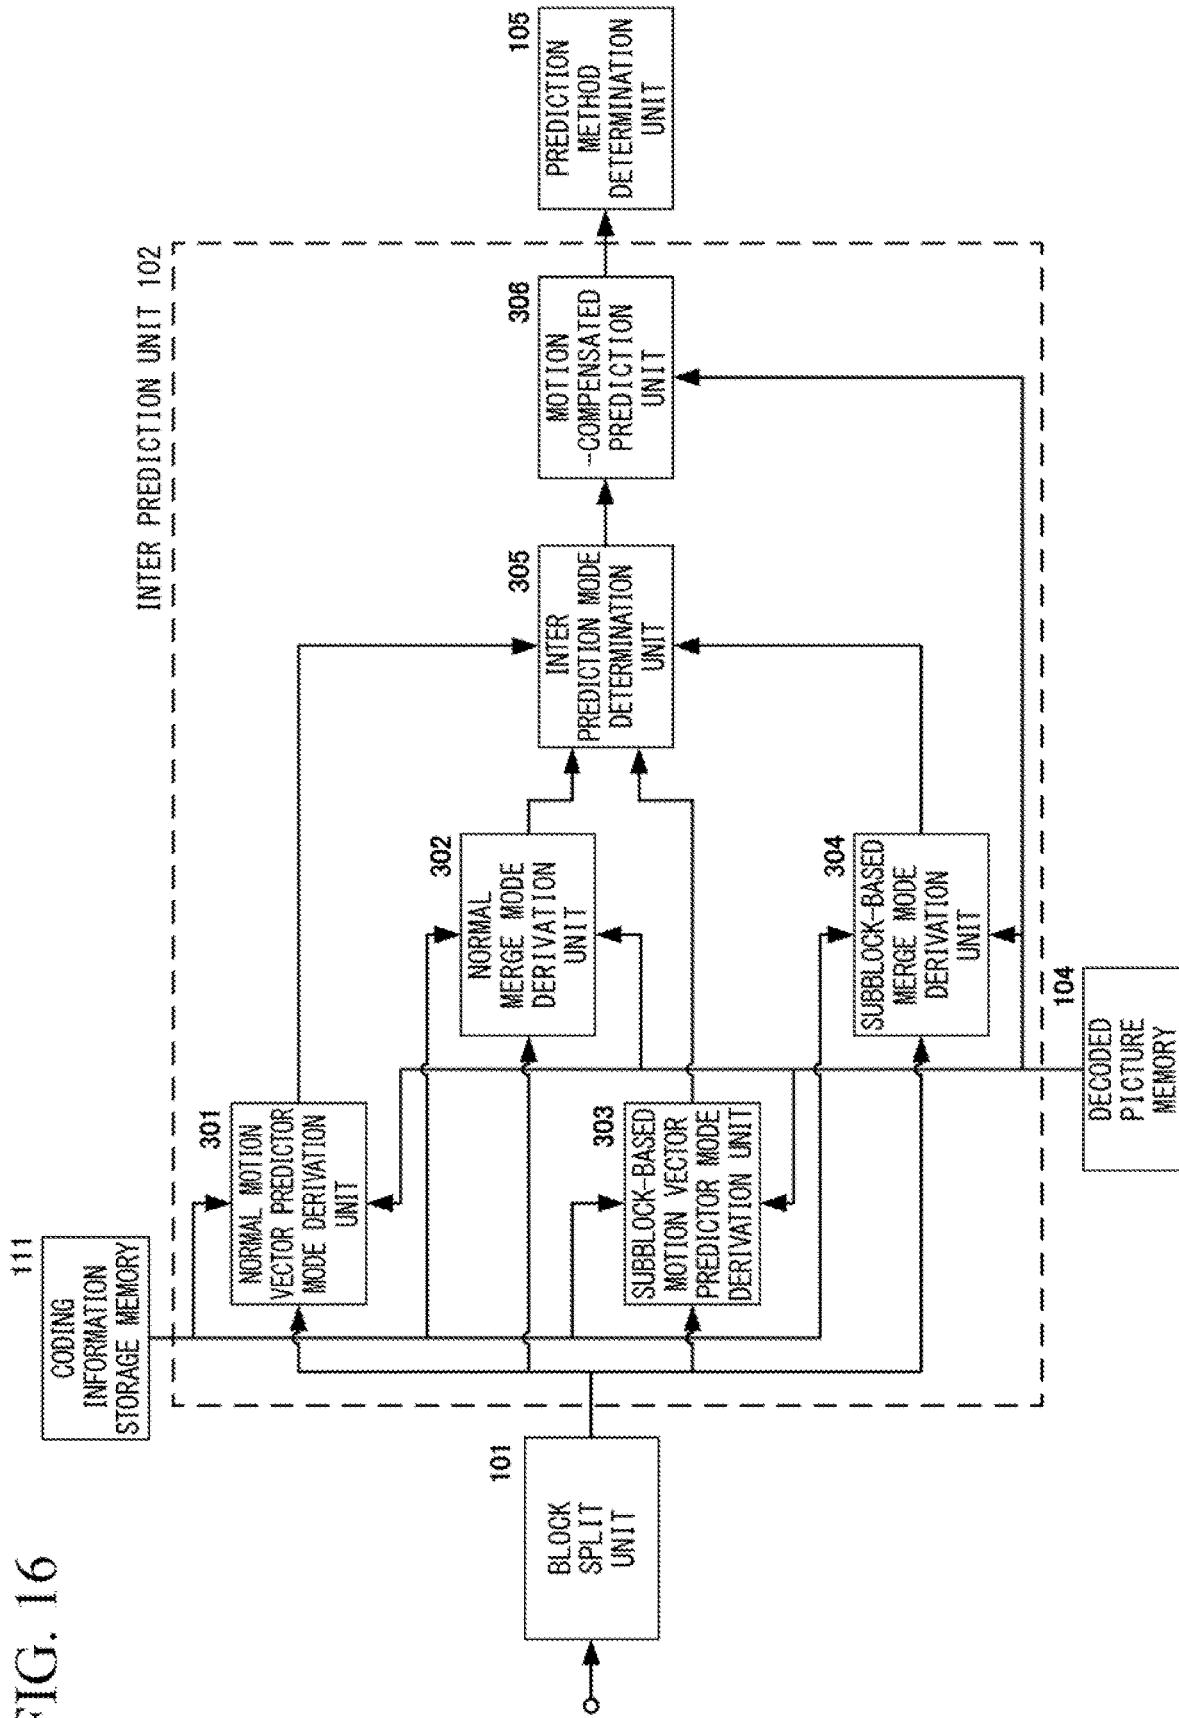 FIG. 16
INTER PREDICTION UNIT 102
111
CODING
INFORMATION
STORAGE MEMORY
101
BLOCK
SPLIT
UNIT
301
NORMAL MOTION
VECTOR PREDICTOR
MODE DERIVATION
UNIT
302
NORMAL
MERGE MODE
DERIVATION
UNIT
303
SUBBLOCK-BASED
MOTION VECTOR
PREDICTOR MODE
DERIVATION UNIT
304
SUBBLOCK-BASED
MERGE MODE
DERIVATION
UNIT
305
INTER
PREDICTION MODE
DETERMINATION
UNIT
306
MOTION
-COMPENSATED
PREDICTION
UNIT
105
PREDICTION
METHOD
DETERMINATION
UNIT
104
DECODED
PICTURE
MEMORY